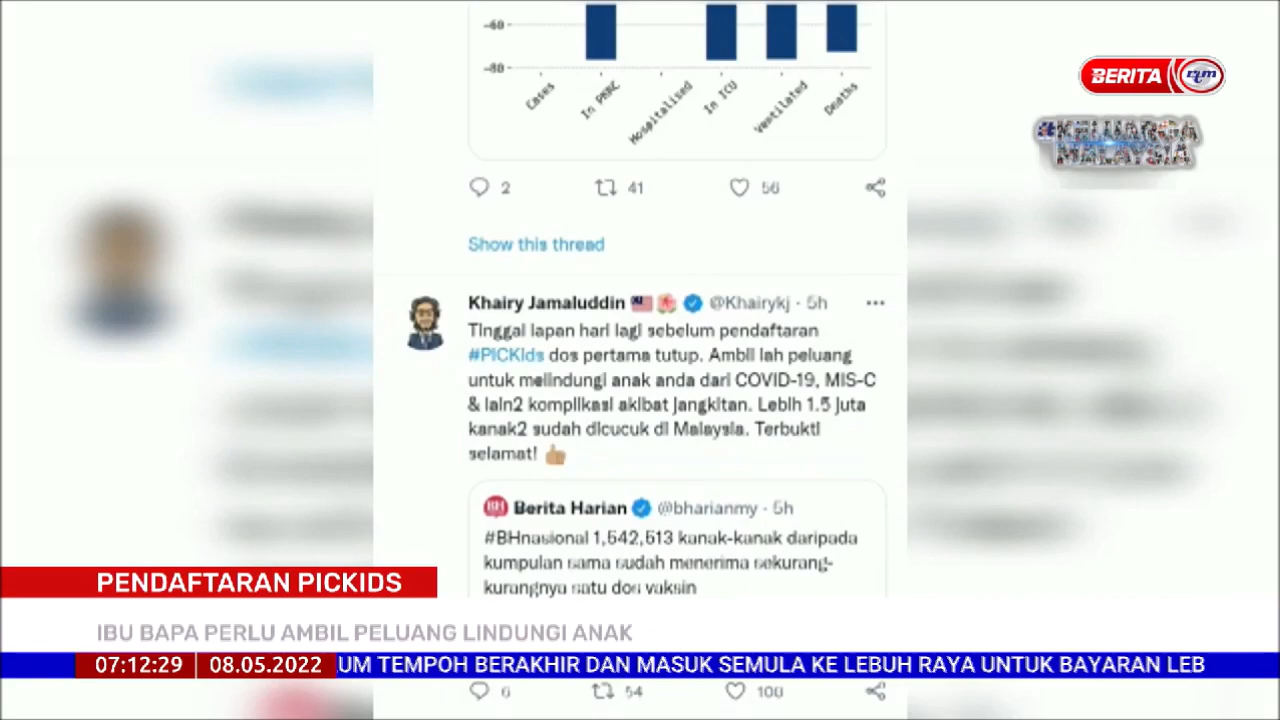 -60
-80
Cases
In PKRC
Hospitalised
In ICU
Ventilated
Deaths
BERITA rtm
#KELUARGA
MALAYSIA
2 41 56
Show this thread
Khairy Jamaluddin @Khairykj · 5h
Tinggal lapan hari lagi sebelum pendaftaran
#PICKids dos pertama tutup. Ambil lah peluang
untuk melindungi anak anda dari COVID-19, MIS-C
& lain2 komplikasi akibat jangkitan. Lebih 1.5 juta
kanak2 sudah dicucuk di Malaysia. Terbukti
selamat!
BH Berita Harian @bharianmy · 5h
#BHnasional 1,542,513 kanak-kanak daripada
kumpulan sama sudah menerima sekurang-
kurangnya satu dos vaksin
PENDAFTARAN PICKIDS
IBU BAPA PERLU AMBIL PELUANG LINDUNGI ANAK
07:12:29 08.05.2022 UM TEMPOH BERAKHIR DAN MASUK SEMULA KE LEBUH RAYA UNTUK BAYARAN LEB
6 54 100